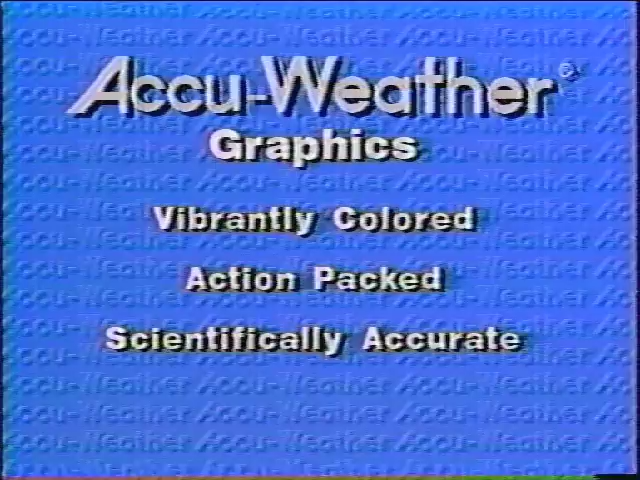 Accu-Weather®
Graphics
Vibrantly Colored
Action Packed
Scientifically Accurate